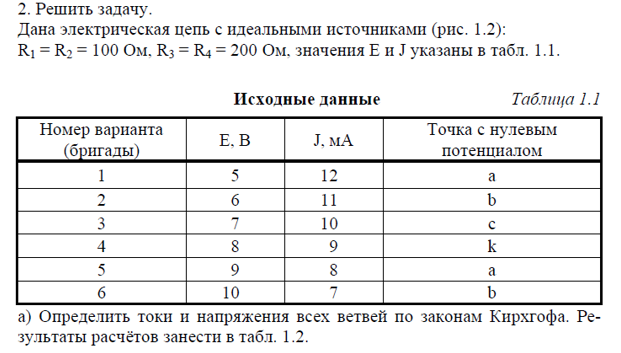 2. Решить задачу.
Дана электрическая цепь с идеальными источниками (рис. 1.2):
R1 = R2 = 100 Ом, R3 = R4 = 200 Ом, значения E и J указаны в табл. 1.1.
Исходные данные Таблица 1.1
Номер варианта (бригады) E, В J, мА Точка с нулевым потенциалом
1 5 12 a
2 6 11 b
3 7 10 c
4 8 9 k
5 9 8 a
6 10 7 b
а) Определить токи и напряжения всех ветвей по законам Кирхгофа. Ре-
зультаты расчётов занести в табл. 1.2.